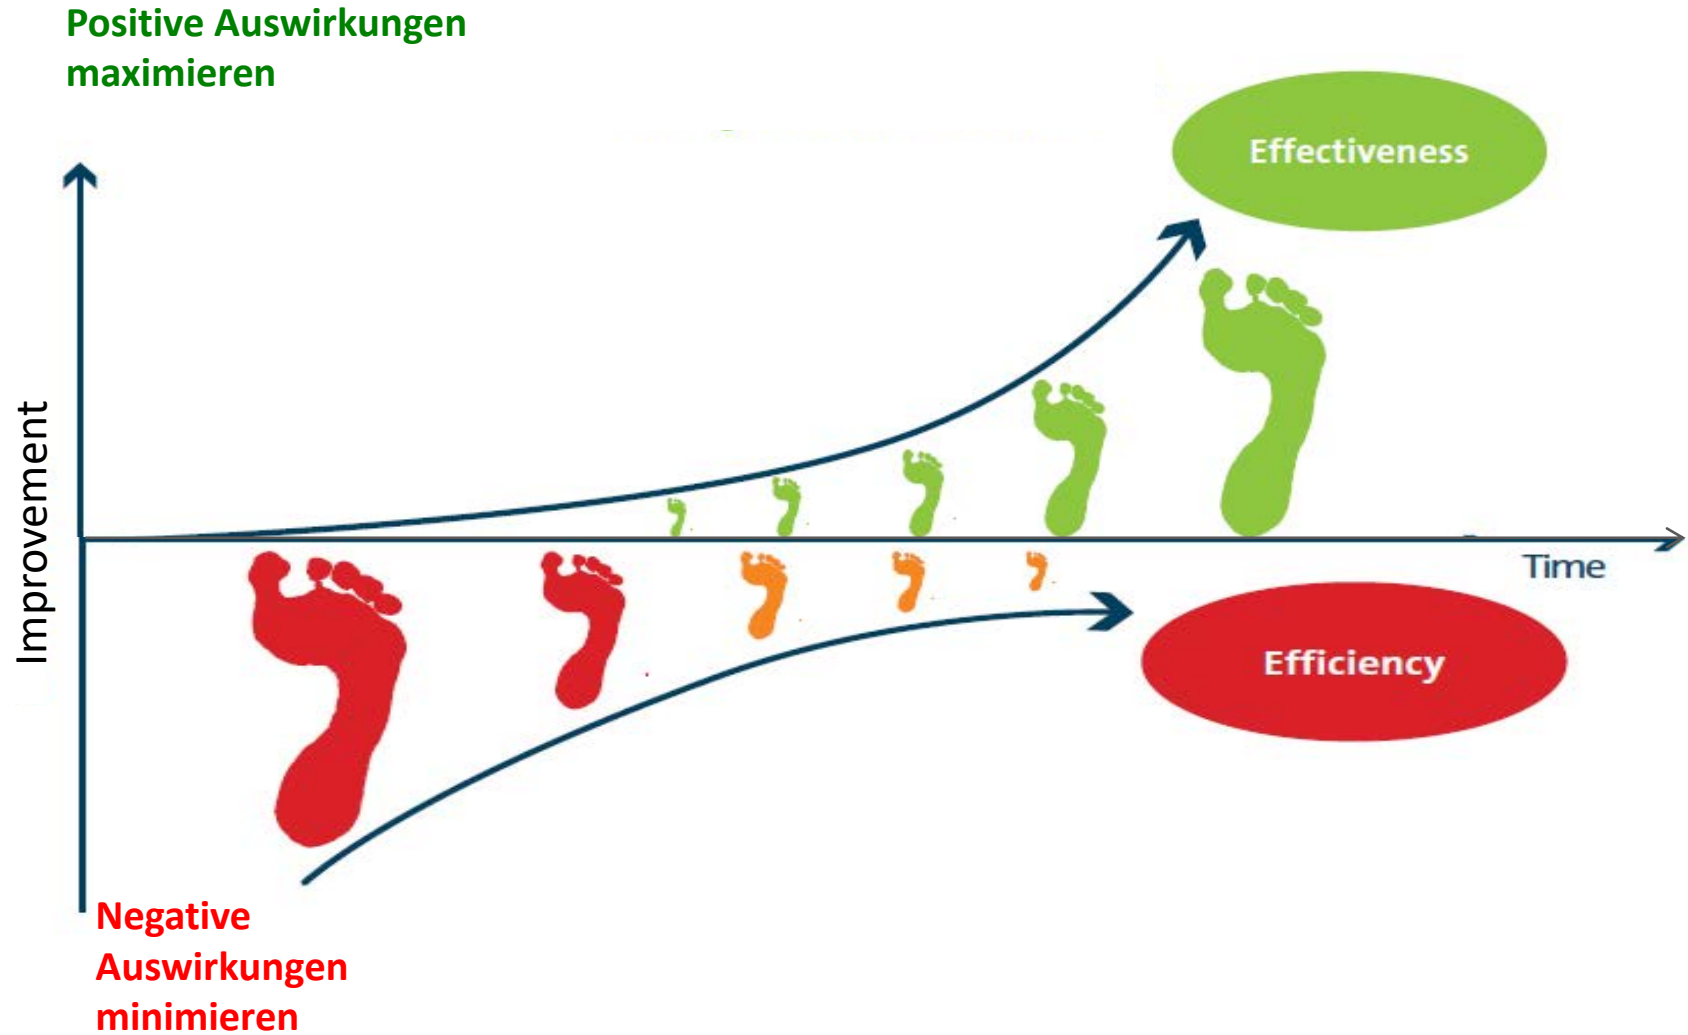 Positive Auswirkungen
maximieren
Effectiveness
Improvement
Time
Efficiency
Negative
Auswirkungen
minimieren